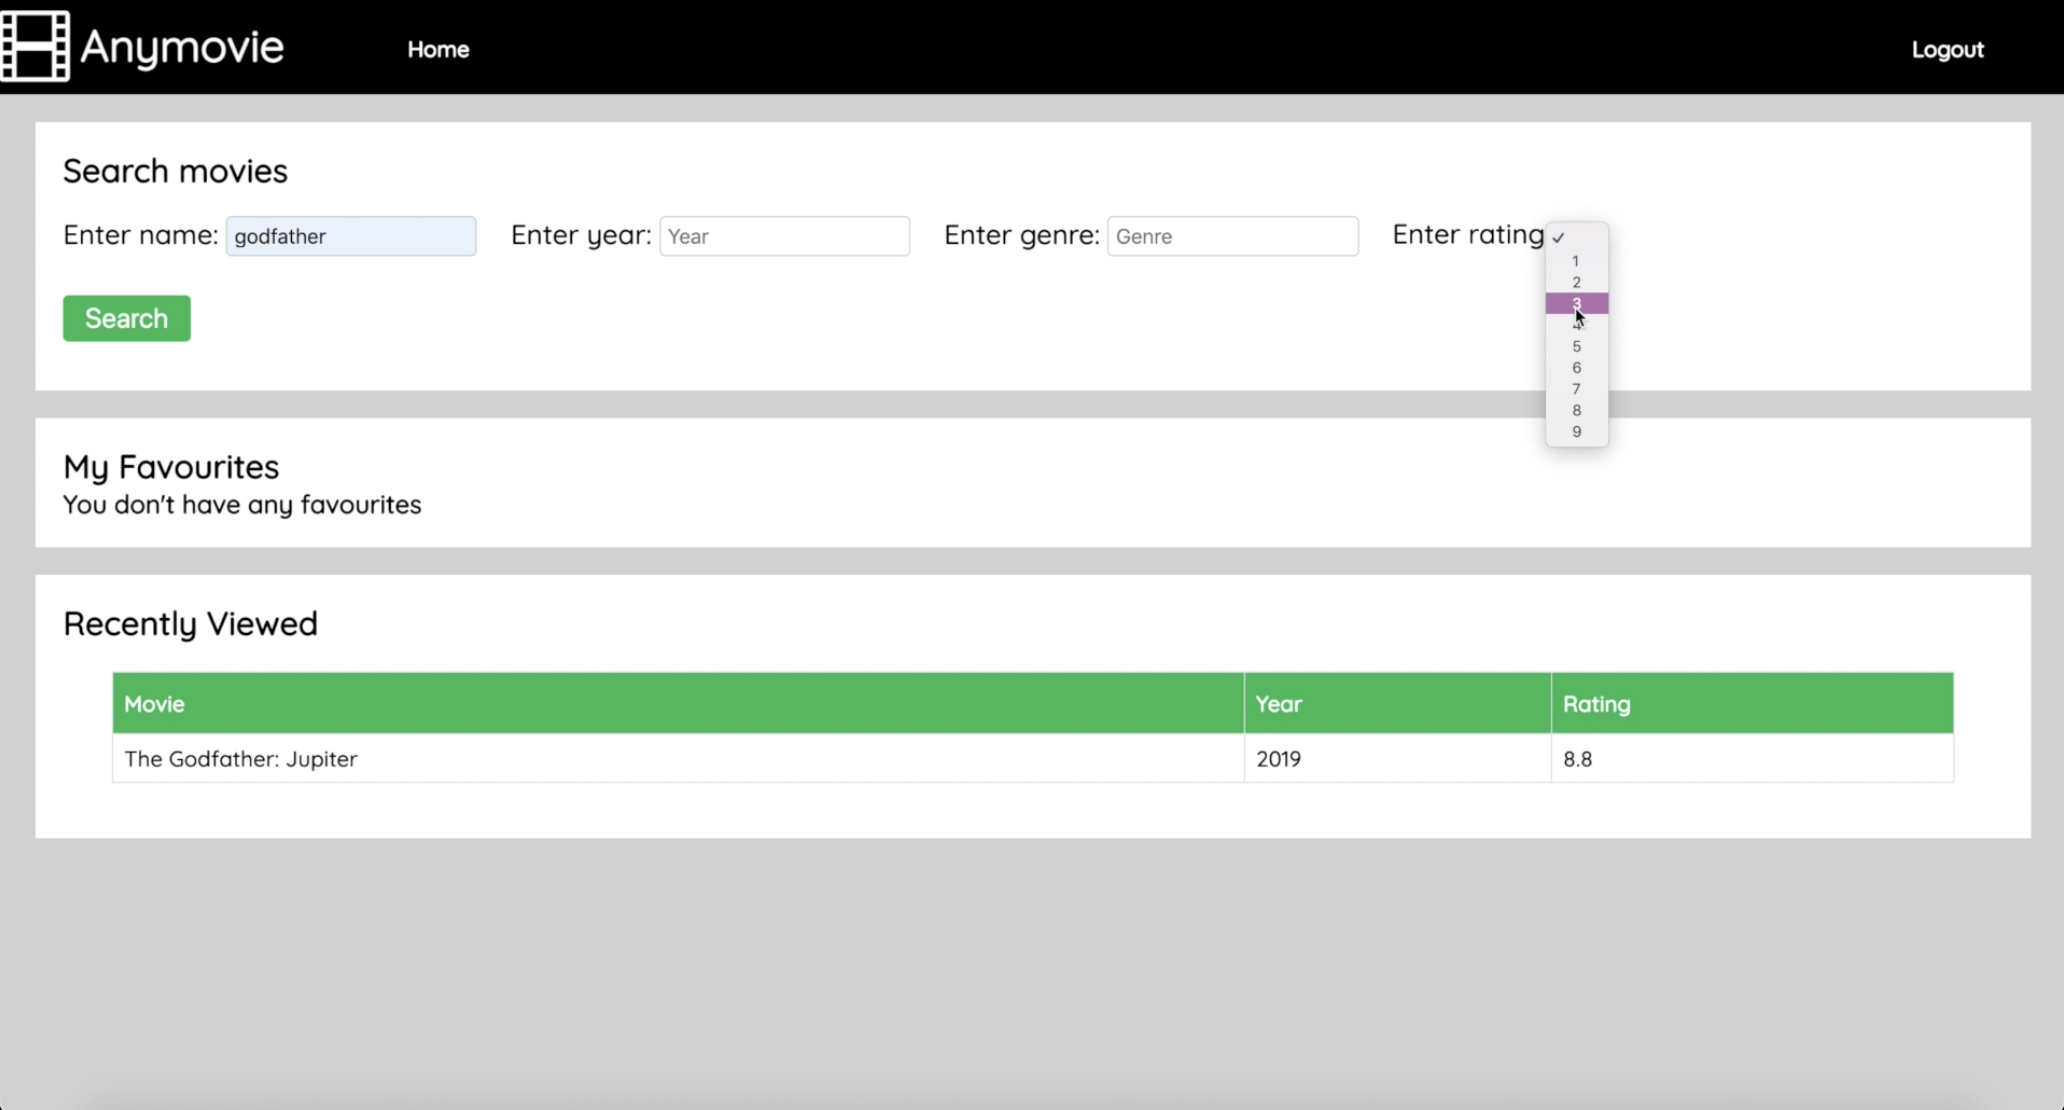 Anymovie
Home
Logout
Search movies
Enter name: godfather
Enter year: Year
Enter genre: Genre
Enter rating
✓
1
2
3
4
5
6
7
8
9
Search
My Favourites
You don't have any favourites
Recently Viewed
Movie Year Rating
The Godfather: Jupiter 2019 8.8